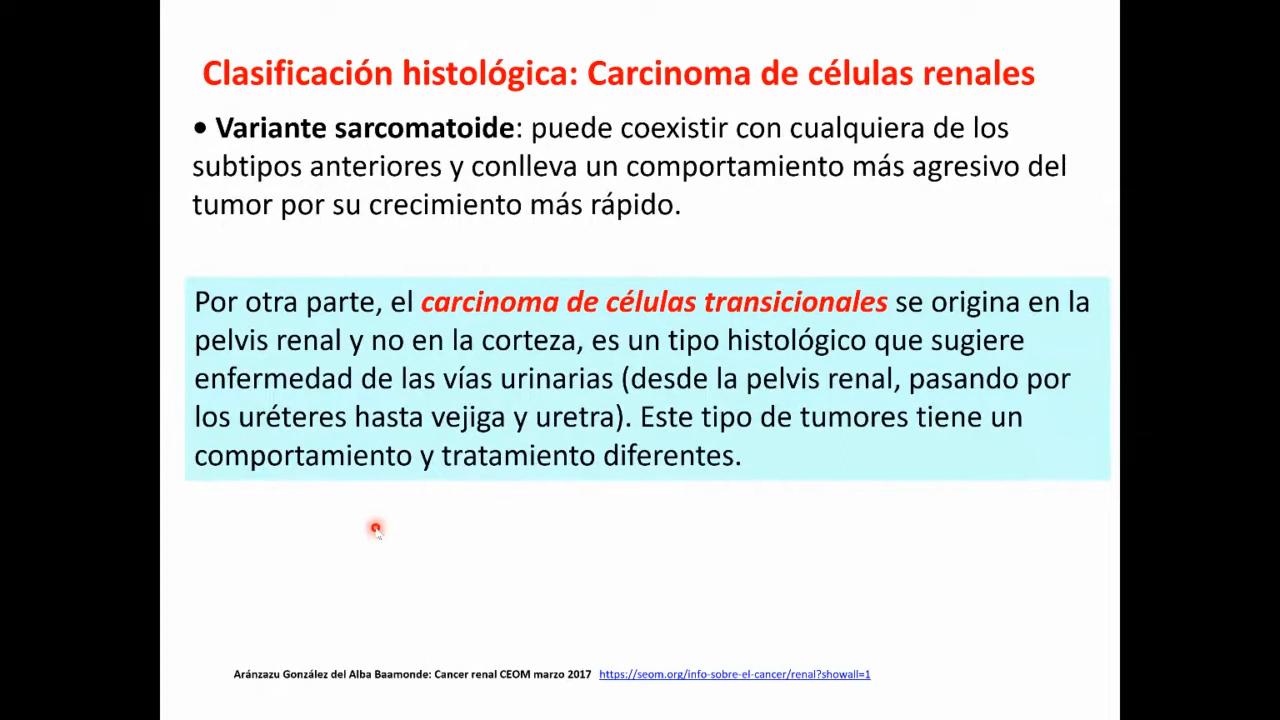 Clasificación histológica: Carcinoma de células renales
• Variante sarcomatoide: puede coexistir con cualquiera de los
subtipos anteriores y conlleva un comportamiento más agresivo del
tumor por su crecimiento más rápido.
Por otra parte, el carcinoma de células transicionales se origina en la
pelvis renal y no en la corteza, es un tipo histológico que sugiere
enfermedad de las vías urinarias (desde la pelvis renal, pasando por
los uréteres hasta vejiga y uretra). Este tipo de tumores tiene un
comportamiento y tratamiento diferentes.
Aránzazu González del Alba Baamonde: Cancer renal CEOM marzo 2017 https://seom.org/info-sobre-el-cancer/renal?showall=1